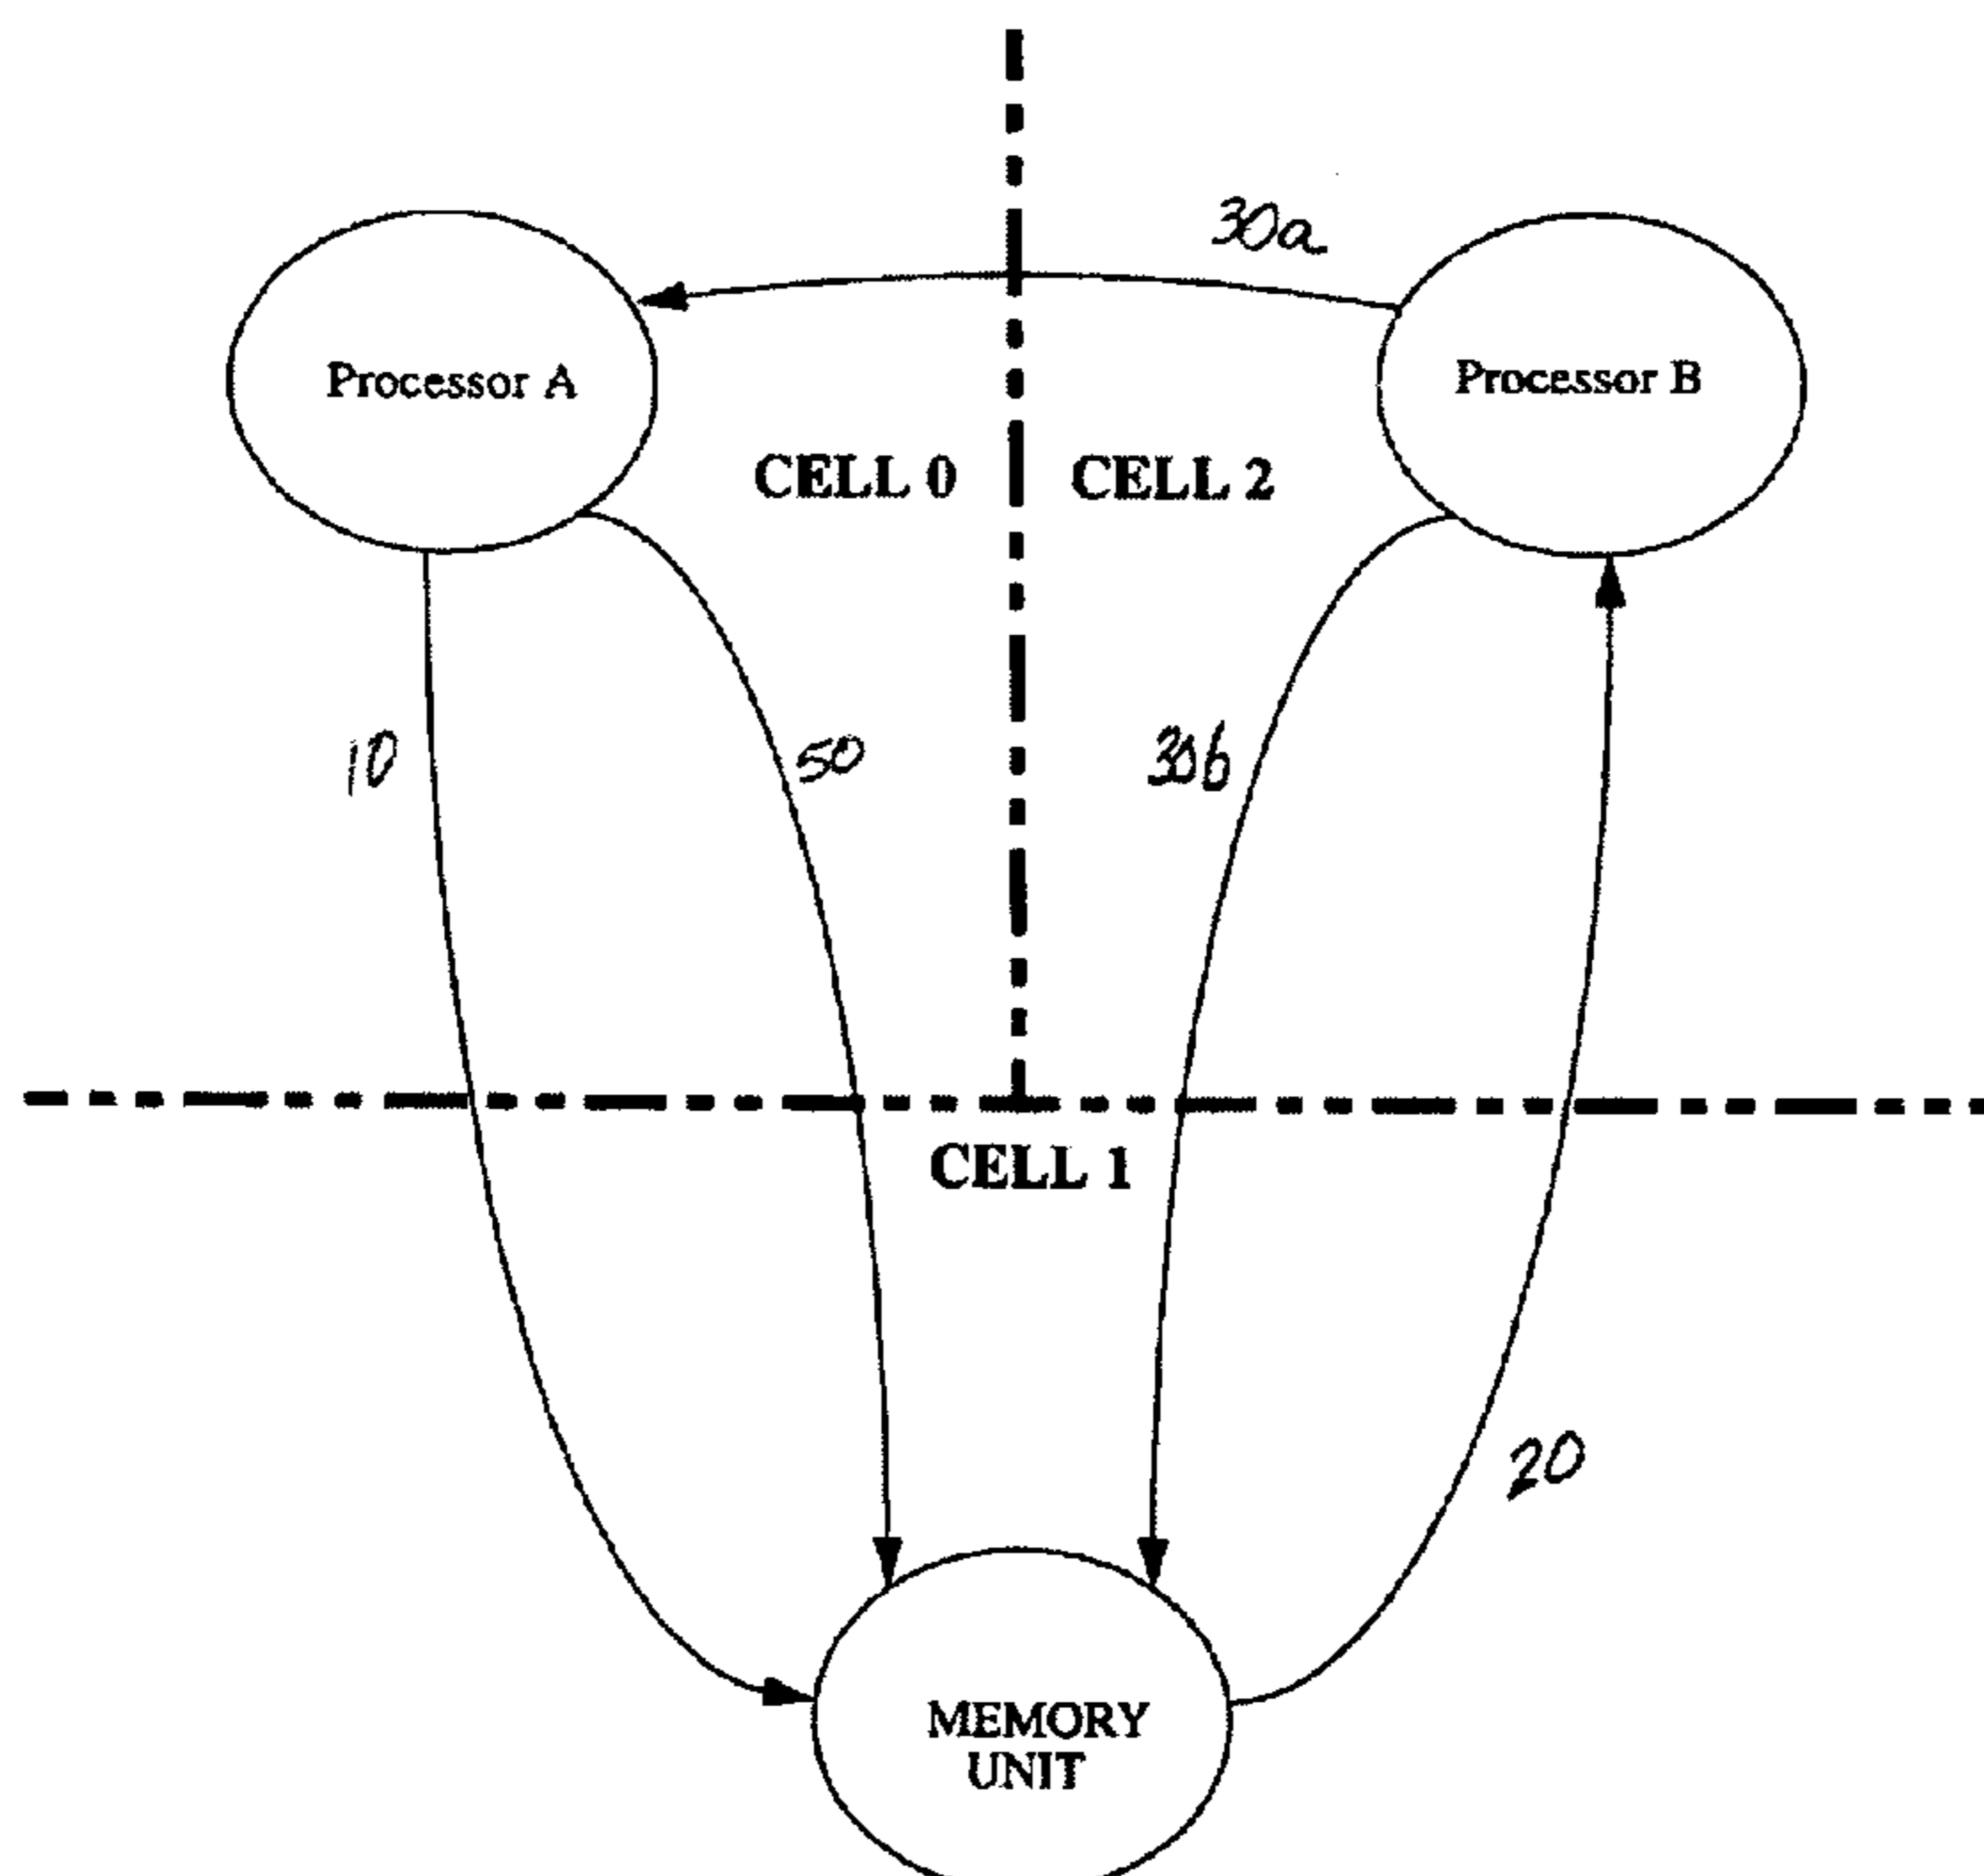 30a
Processor A
Processor B
CELL 0
CELL 2
10
50
30b
CELL 1
20
MEMORY
UNIT